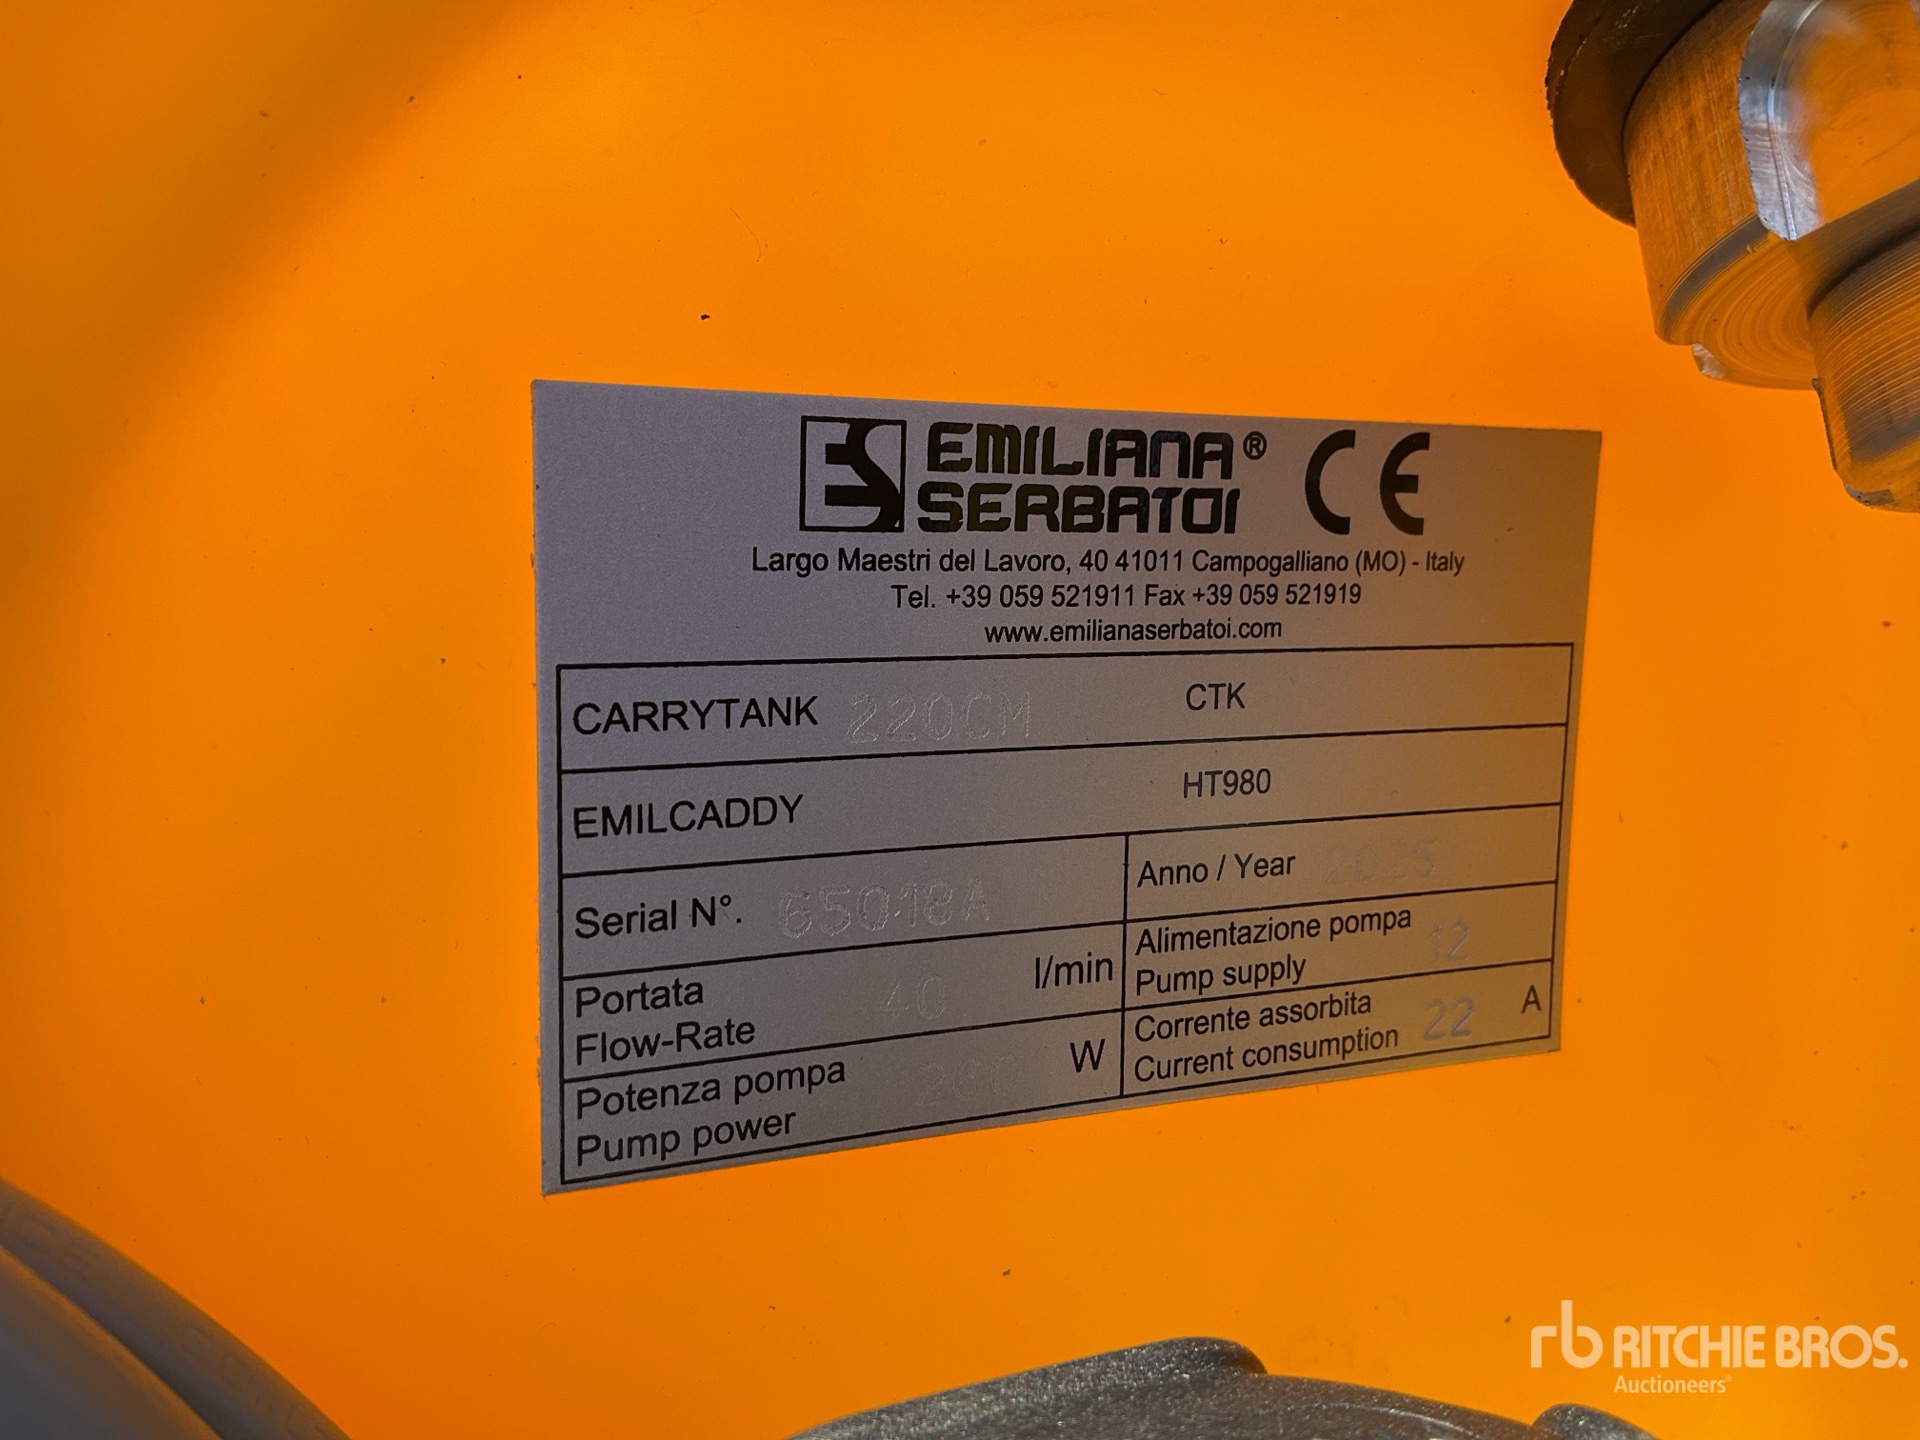 ES EMILIANA® CE
SERBATOI
Largo Maestri del Lavoro, 40 41011 Campogalliano (MO) - Italy
Tel. +39 059 521911 Fax +39 059 521919
www.emilianaserbatoi.com
CARRYTANK 220CM CTK
EMILCADDY HT980
Serial N°. 65018A Anno / Year 2025
Portata
Flow-Rate 40 l/min
Alimentazione pompa
Pump supply 12
Potenza pompa
Pump power W
Corrente assorbita
Current consumption 22 A
rb RITCHIE BROS.
Auctioneers®